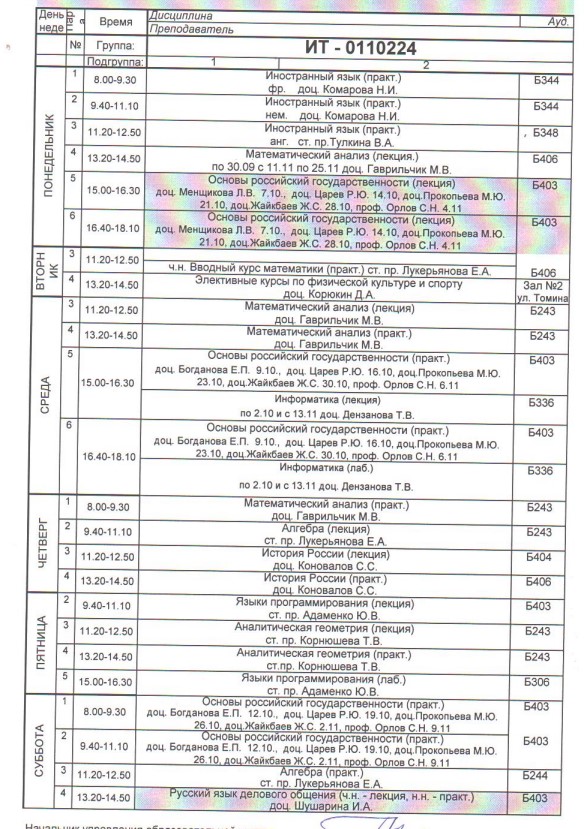 День неде
Пар а
Время
Дисциплина
Преподаватель
Ауд.
№
Группа:
ИТ - 0110224
Подгруппа:
1
2
ПОНЕДЕЛЬНИК
1
8.00-9.30
Иностранный язык (практ.)
фр. доц. Комарова Н.И.
Б344
2
9.40-11.10
Иностранный язык (практ.)
нем. доц. Комарова Н.И.
Б344
3
11.20-12.50
Иностранный язык (практ.)
анг. ст. пр.Тулкина В.А.
Б348
4
13.20-14.50
Математический анализ (лекция.)
по 30.09 с 11.11 по 25.11 доц. Гаврильчик М.В.
Б406
5
15.00-16.30
Основы российский государственности (лекция)
доц. Менщикова Л.В. 7.10., доц. Царев Р.Ю. 14.10, доц.Прокопьева М.Ю.
21.10, доц.Жайкбаев Ж.С. 28.10, проф. Орлов С.Н. 4.11
Б403
6
16.40-18.10
Основы российский государственности (лекция)
доц. Менщикова Л.В. 7.10., доц. Царев Р.Ю. 14.10, доц.Прокопьева М.Ю.
21.10, доц.Жайкбаев Ж.С. 28.10, проф. Орлов С.Н. 4.11
Б403
ВТОРН ИК
3
11.20-12.50
ч.н. Вводный курс математики (практ.) ст. пр. Лукерьянова Е.А.
Б406
4
13.20-14.50
Элективные курсы по физической культуре и спорту
доц. Корюкин Д.А.
Зал №2
ул. Томина
СРЕДА
3
11.20-12.50
Математический анализ (лекция)
доц. Гаврильчик М.В.
Б243
4
13.20-14.50
Математический анализ (практ.)
доц. Гаврильчик М.В.
Б243
5
15.00-16.30
Основы российский государственности (практ.)
доц. Богданова Е.П. 9.10., доц. Царев Р.Ю. 16.10, доц.Прокопьева М.Ю.
23.10, доц.Жайкбаев Ж.С. 30.10, проф. Орлов С.Н. 6.11
Б403
Информатика (лекция)
по 2.10 и с 13.11 доц. Дензанова Т.В.
Б336
6
16.40-18.10
Основы российский государственности (практ.)
доц. Богданова Е.П. 9.10., доц. Царев Р.Ю. 16.10, доц.Прокопьева М.Ю.
23.10, доц.Жайкбаев Ж.С. 30.10, проф. Орлов С.Н. 6.11
Б403
Информатика (лаб.)
по 2.10 и с 13.11 доц. Дензанова Т.В.
Б336
ЧЕТВЕРГ
1
8.00-9.30
Математический анализ (практ.)
доц. Гаврильчик М.В.
Б243
2
9.40-11.10
Алгебра (лекция)
ст. пр. Лукерьянова Е.А.
Б243
3
11.20-12.50
История России (лекция)
доц. Коновалов С.С.
Б404
4
13.20-14.50
История России (практ.)
доц. Коновалов С.С.
Б406
ПЯТНИЦА
2
9.40-11.10
Языки программирования (лекция)
ст. пр. Адаменко Ю.В.
Б403
3
11.20-12.50
Аналитическая геометрия (лекция)
ст. пр. Корнюшева Т.В.
Б243
4
13.20-14.50
Аналитическая геометрия (практ.)
ст.пр. Корнюшева Т.В.
Б243
5
15.00-16.30
Языки программирования (лаб.)
ст. пр. Адаменко Ю.В.
Б306
СУББОТА
1
8.00-9.30
Основы российский государственности (практ.)
доц. Богданова Е.П. 12.10., доц. Царев Р.Ю. 19.10, доц.Прокопьева М.Ю.
26.10, доц.Жайкбаев Ж.С. 2.11, проф. Орлов С.Н. 9.11
Б403
2
9.40-11.10
Основы российский государственности (практ.)
доц. Богданова Е.П. 12.10., доц. Царев Р.Ю. 19.10, доц.Прокопьева М.Ю.
26.10, доц.Жайкбаев Ж.С. 2.11, проф. Орлов С.Н. 9.11
Б403
3
11.20-12.50
Алгебра (практ.)
ст. пр. Лукерьянова Е.А.
Б244
4
13.20-14.50
Русский язык делового общения (ч.н. - лекция, н.н. - практ.)
доц. Шушарина И.А.
Б403
Начальник управления